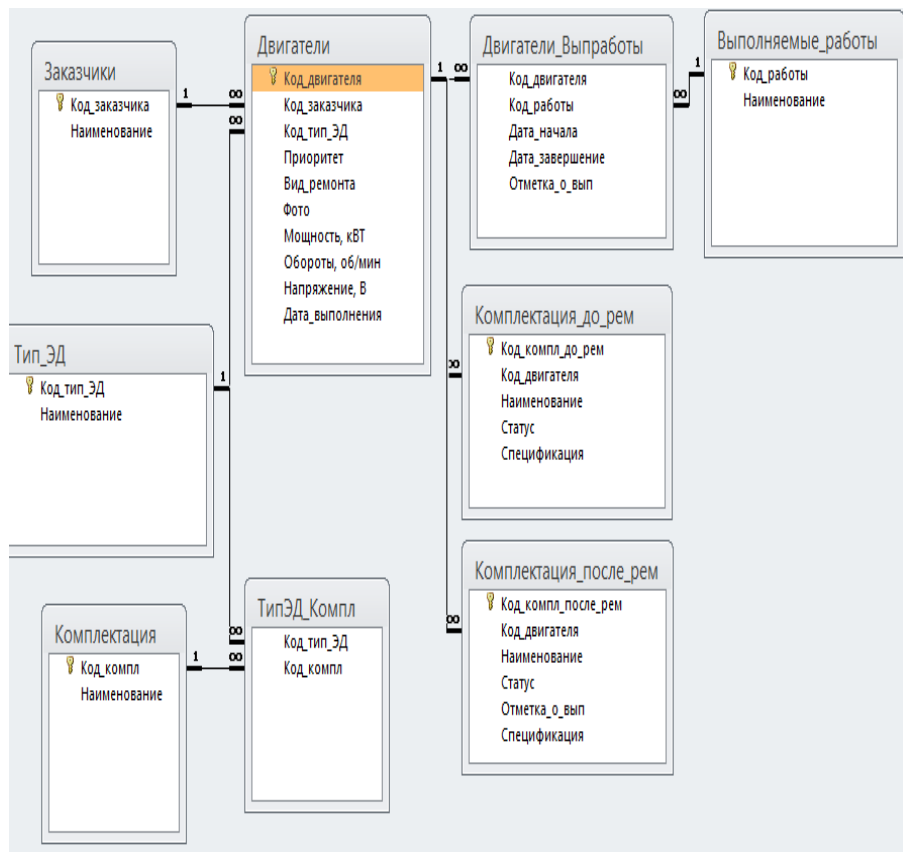 Заказчики
Код_заказчика
Наименование
Двигатели
Код_двигателя
Код_заказчика
Код_тип_ЭД
Приоритет
Вид_ремонта
Фото
Мощность, кВТ
Обороты, об/мин
Напряжение, В
Дата_выполнения
Двигатели_Выпработы
Код_двигателя
Код_работы
Дата_начала
Дата_завершение
Отметка_о_вып
Выполняемые_работы
Код_работы
Наименование
Тип_ЭД
Код_тип_ЭД
Наименование
Комплектация_до_рем
Код_компл_до_рем
Код_двигателя
Наименование
Статус
Спецификация
Комплектация
Код_компл
Наименование
ТипЭД_Компл
Код_тип_ЭД
Код_компл
Комплектация_после_рем
Код_компл_после_рем
Код_двигателя
Наименование
Статус
Отметка_о_вып
Спецификация
1
∞
∞
1
∞
1
∞
1
∞
∞
∞
1
∞